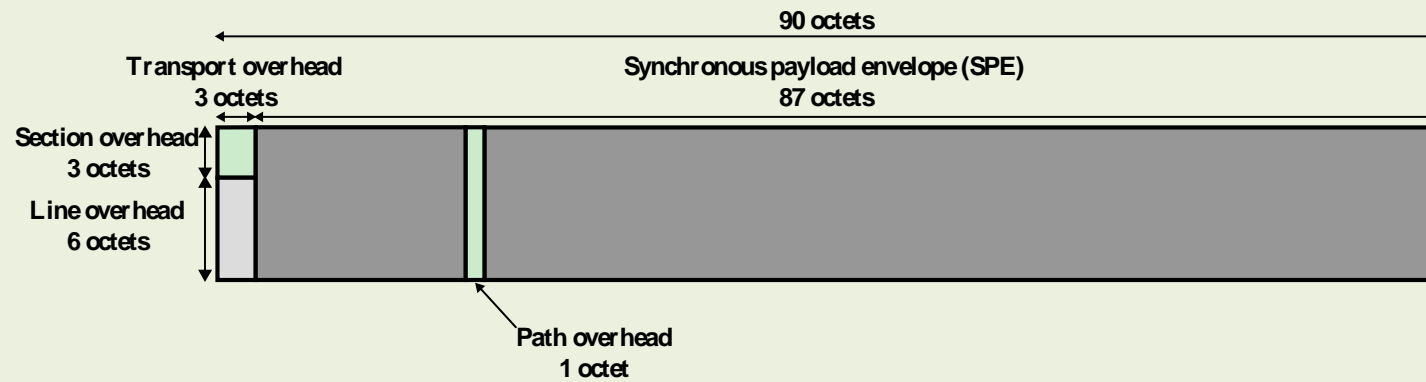 90 octets
Transport overhead
3 octets
Synchronous payload envelope (SPE)
87 octets
Section overhead
3 octets
Line overhead
6 octets
Path overhead
1 octet